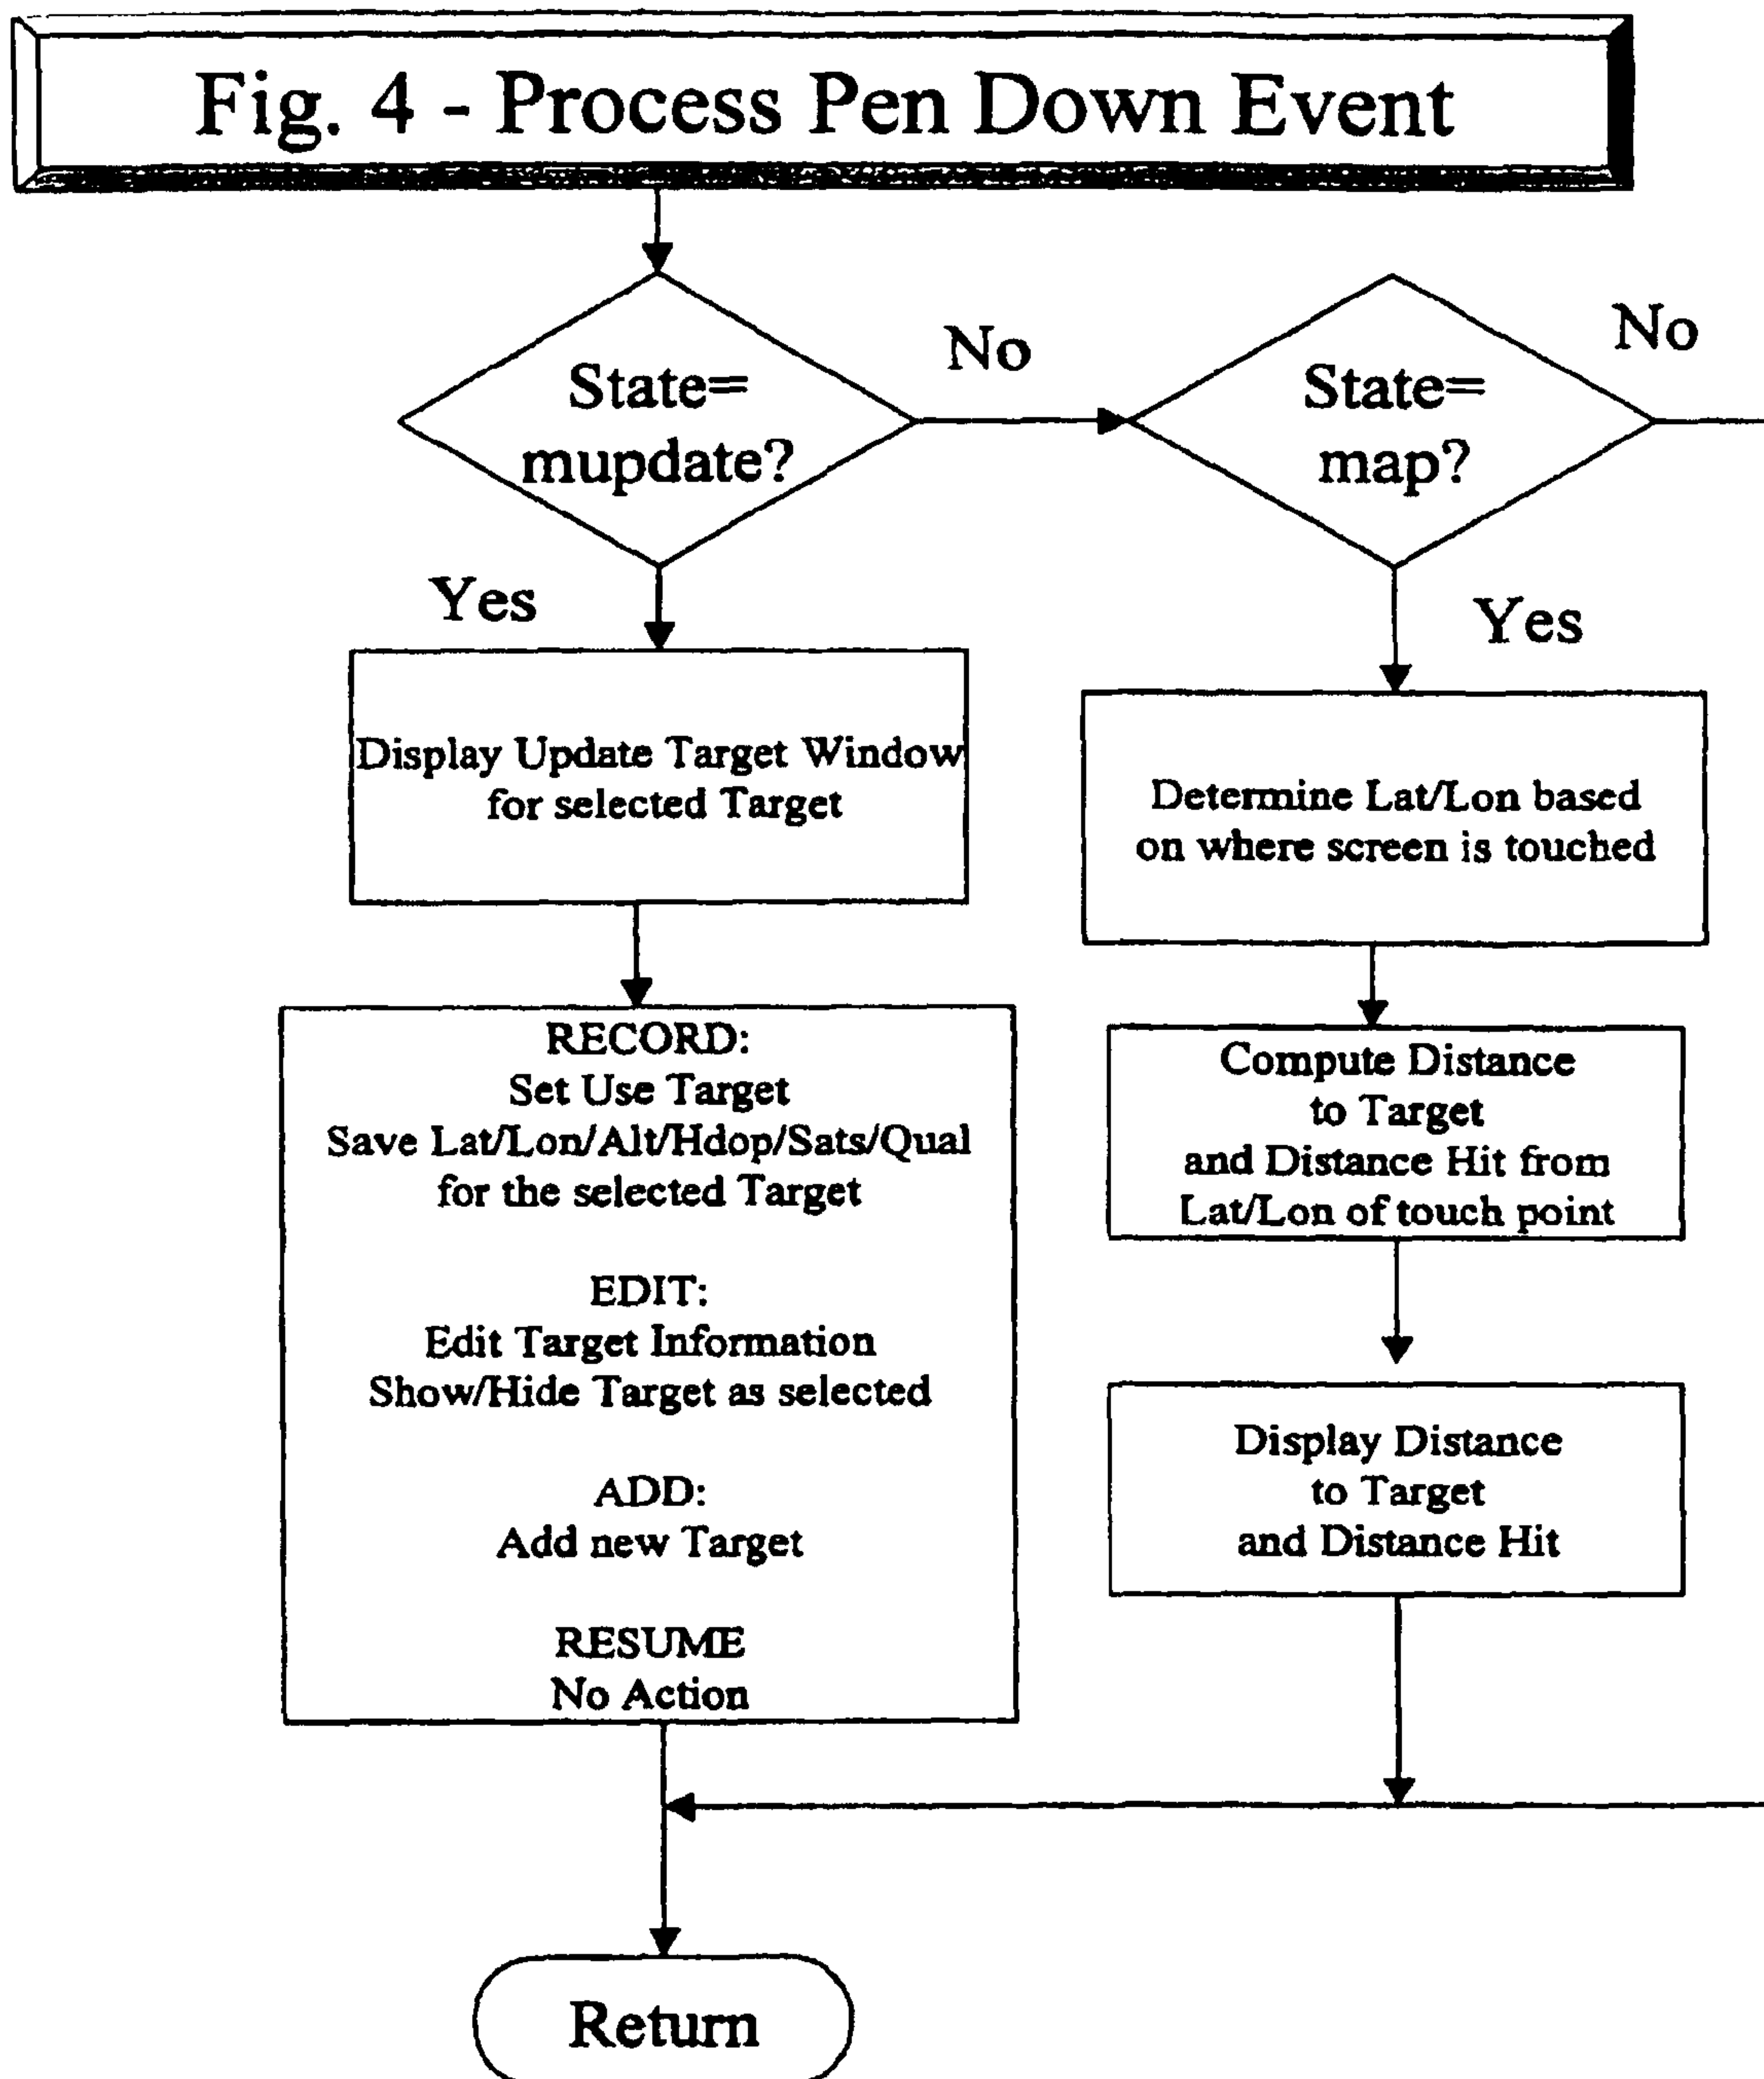 Fig. 4 - Process Pen Down Event
State=
mupdate?
No
State=
map?
No
Yes
Yes
Display Update Target Window
for selected Target
Determine Lat/Lon based
on where screen is touched
RECORD:
Set Use Target
Save Lat/Lon/Alt/Hdop/Sats/Qual
for the selected Target
EDIT:
Edit Target Information
Show/Hide Target as selected
ADD:
Add new Target
RESUME
No Action
Compute Distance
to Target
and Distance Hit from
Lat/Lon of touch point
Display Distance
to Target
and Distance Hit
Return